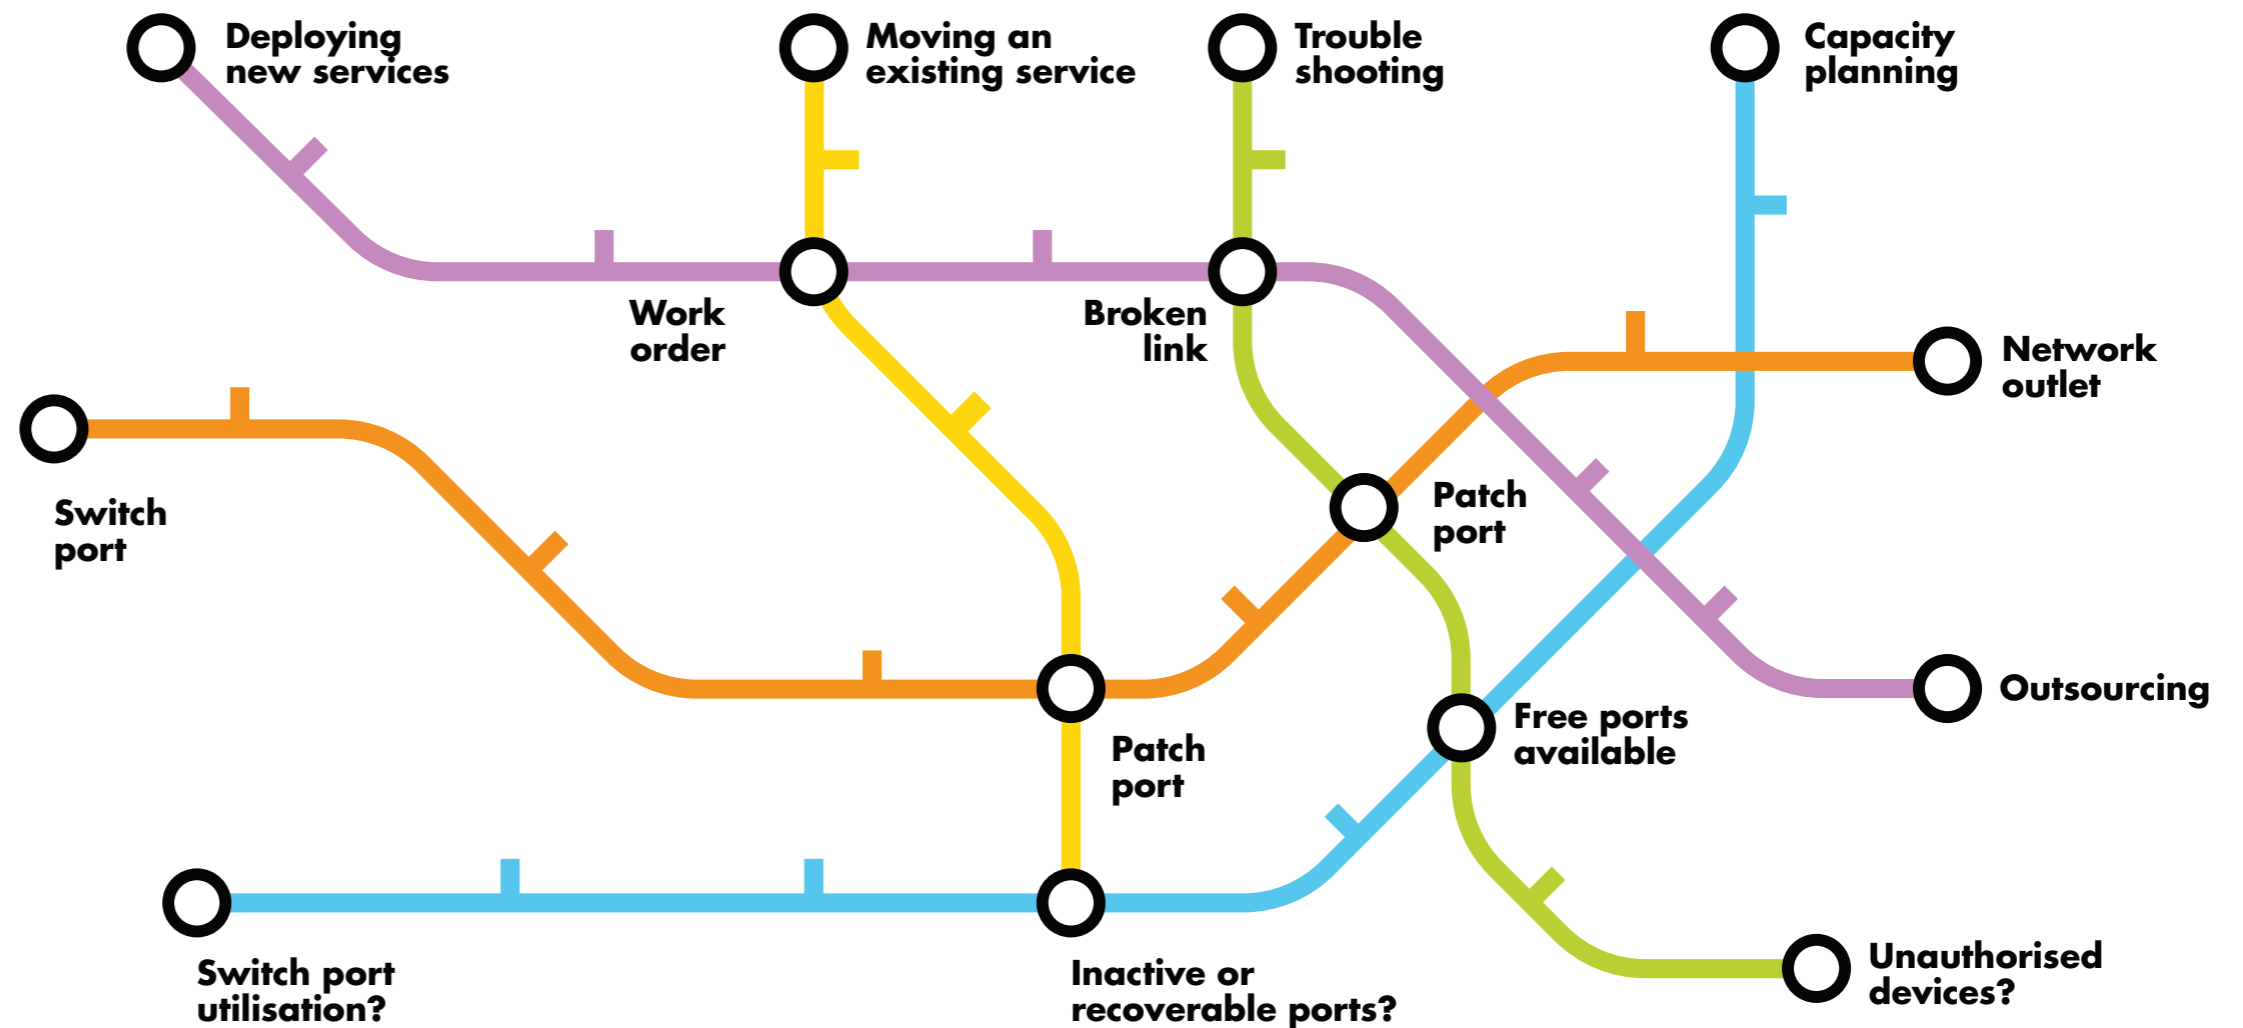 Deploying
new services
Moving an
existing service
Trouble
shooting
Capacity
planning
Work
order
Broken
link
Network
outlet
Switch
port
Patch
port
Outsourcing
Free ports
available
Patch
port
Switch port
utilisation?
Inactive or
recoverable ports?
Unauthorised
devices?